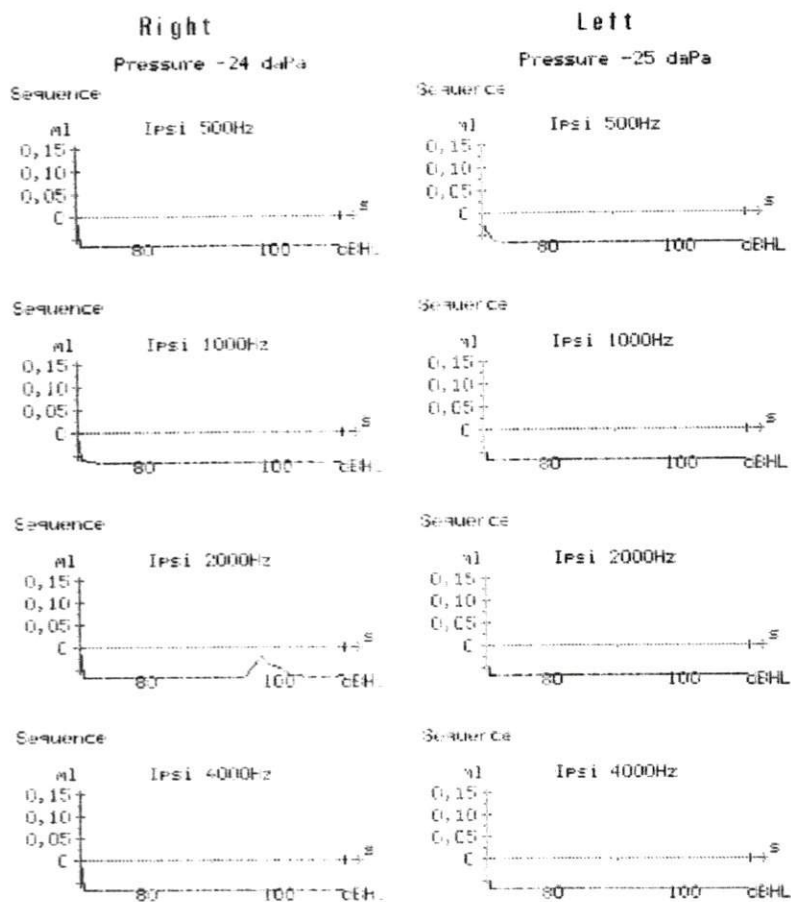 Right
Pressure -24 daPa
Sequence
ml Ipsi 500Hz
0,15
0,10
0,05
0
s
80 100 dBHL
Sequence
ml Ipsi 1000Hz
0,15
0,10
0,05
0
s
80 100 dBHL
Sequence
ml Ipsi 2000Hz
0,15
0,10
0,05
0
s
80 100 dBHL
Sequence
ml Ipsi 4000Hz
0,15
0,10
0,05
0
s
80 100 dBHL
Left
Pressure -25 daPa
Sequence
ml Ipsi 500Hz
0,15
0,10
0,05
0
s
80 100 dBHL
Sequence
ml Ipsi 1000Hz
0,15
0,10
0,05
0
s
80 100 dBHL
Sequence
ml Ipsi 2000Hz
0,15
0,10
0,05
0
s
80 100 dBHL
Sequence
ml Ipsi 4000Hz
0,15
0,10
0,05
0
s
80 100 dBHL